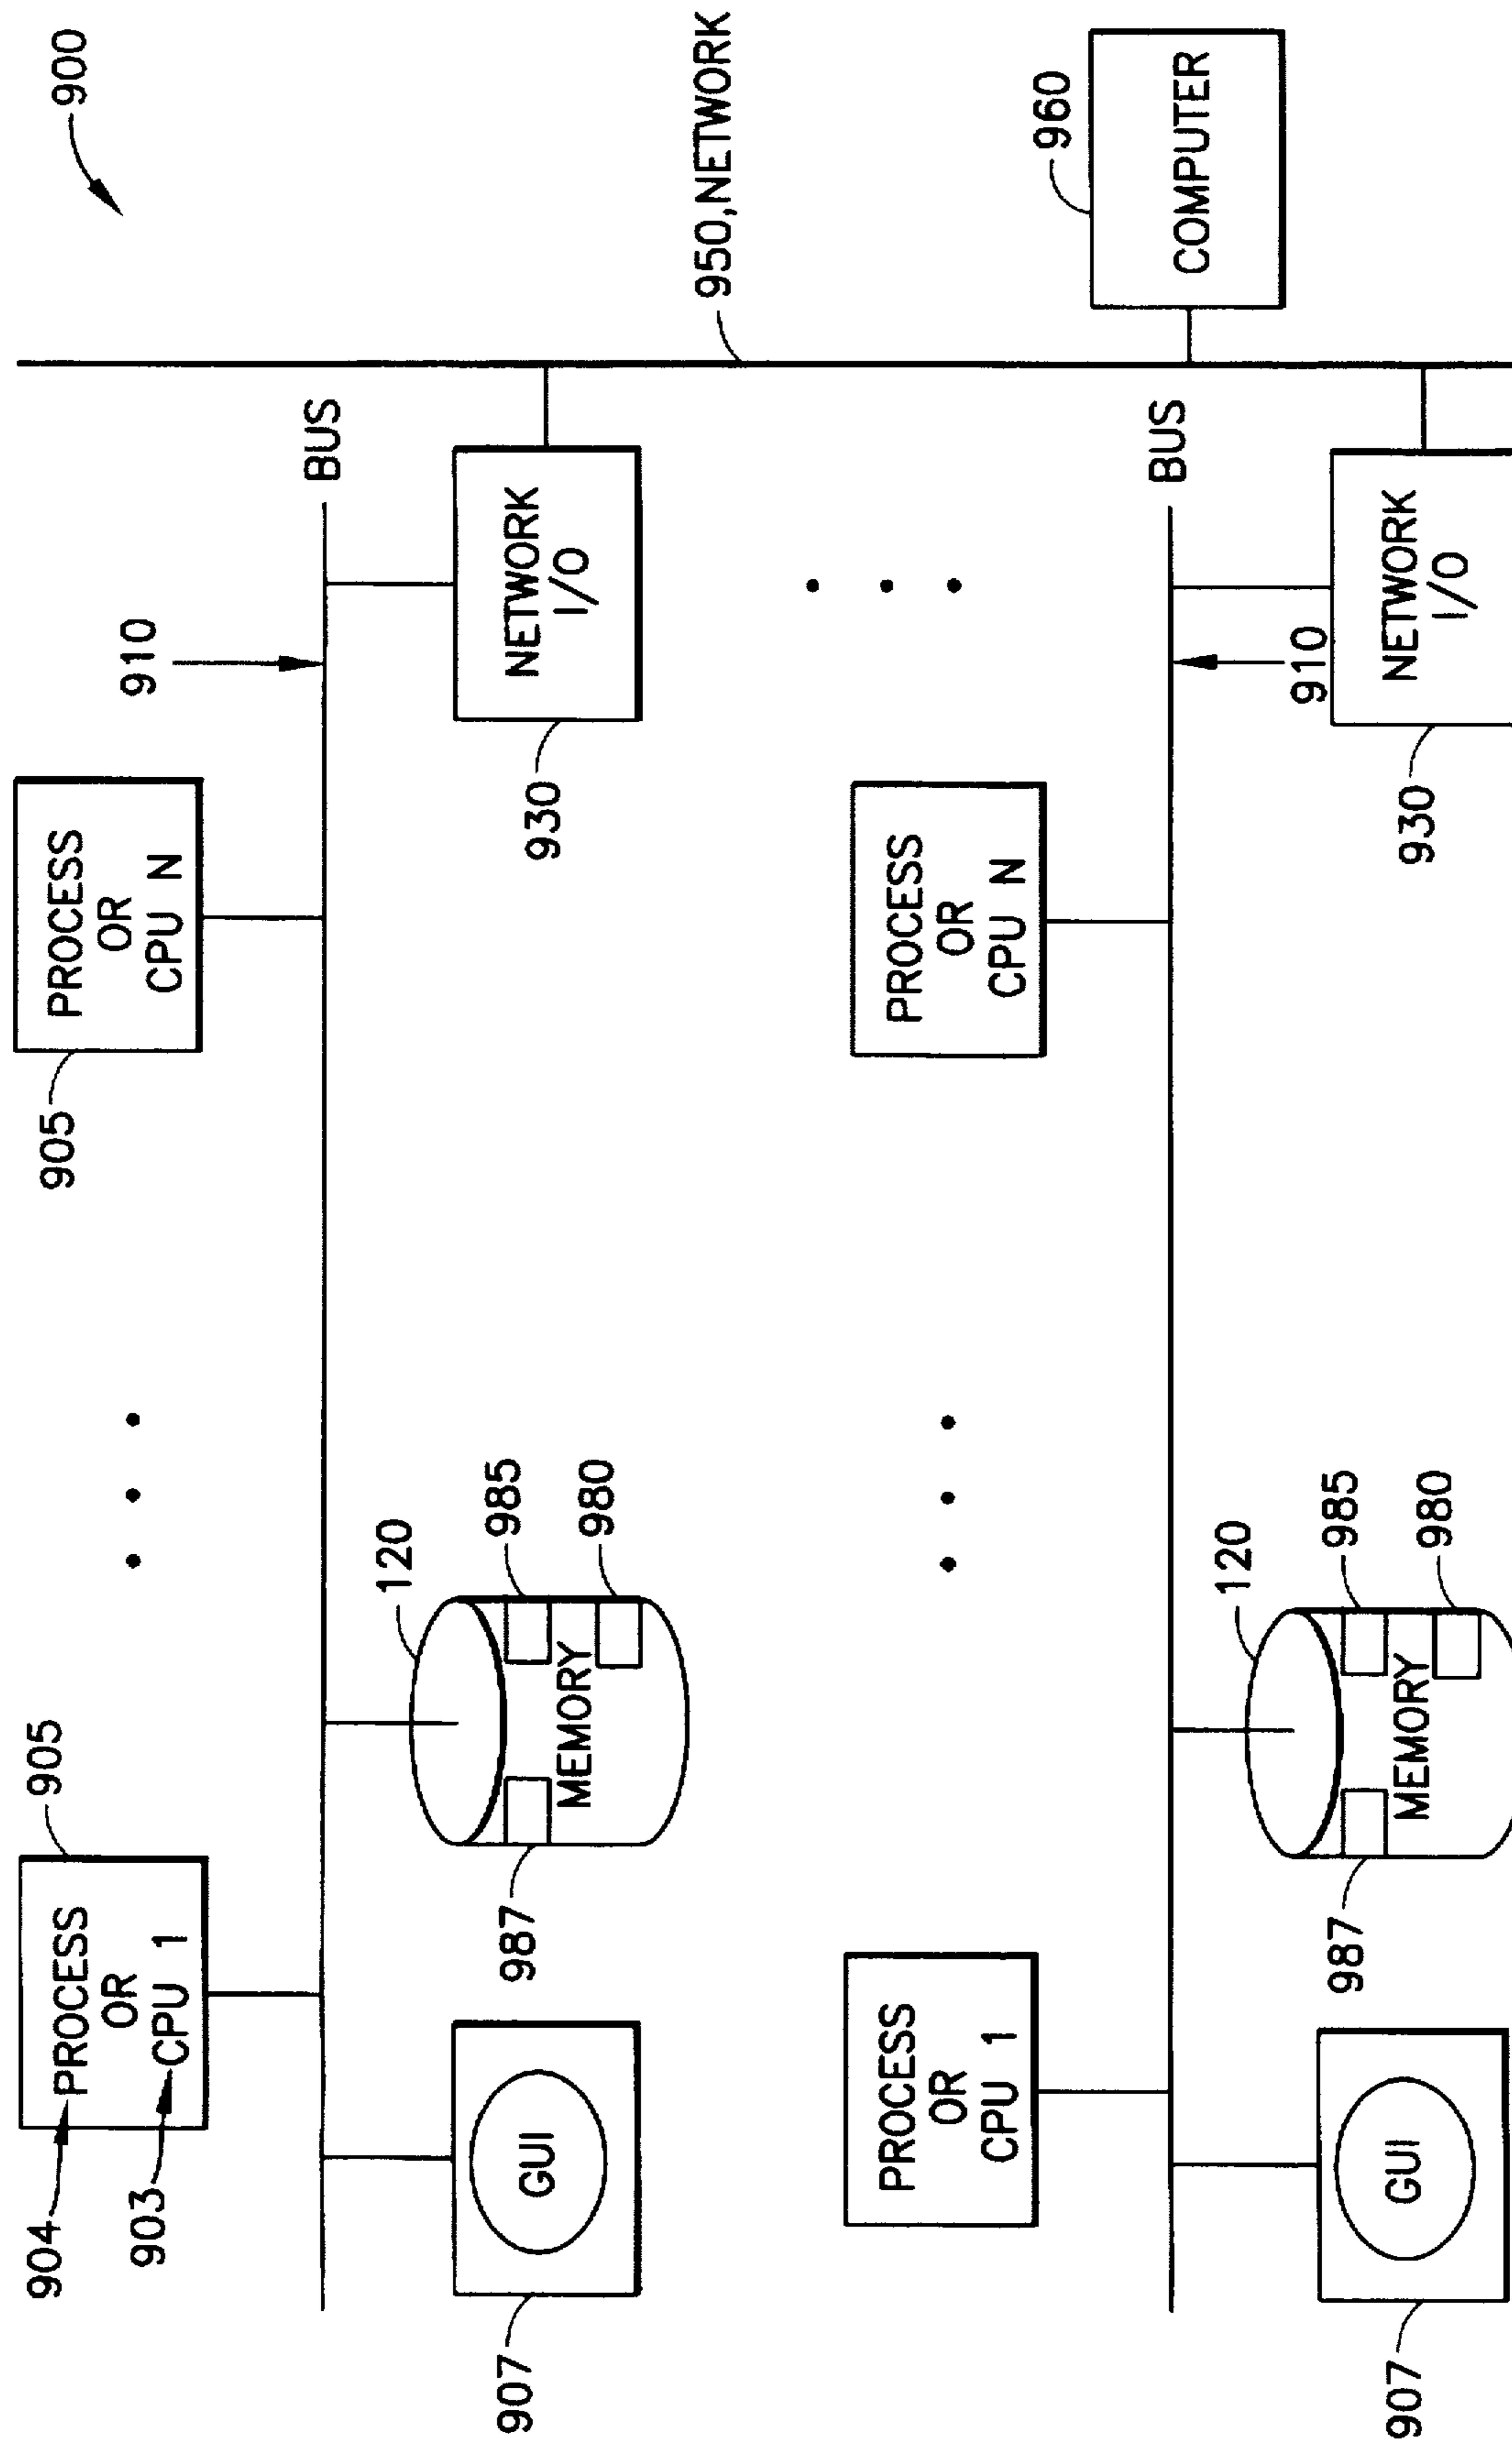 900
904
903
PROCESS
OR
CPU 1
905
905
PROCESS
OR
CPU N
910
BUS
907
GUI
987
MEMORY
120
985
980
930
NETWORK
I/O
950,NETWORK
PROCESS
OR
CPU 1
PROCESS
OR
CPU N
BUS
910
960
COMPUTER
907
GUI
987
MEMORY
120
985
980
930
NETWORK
I/O